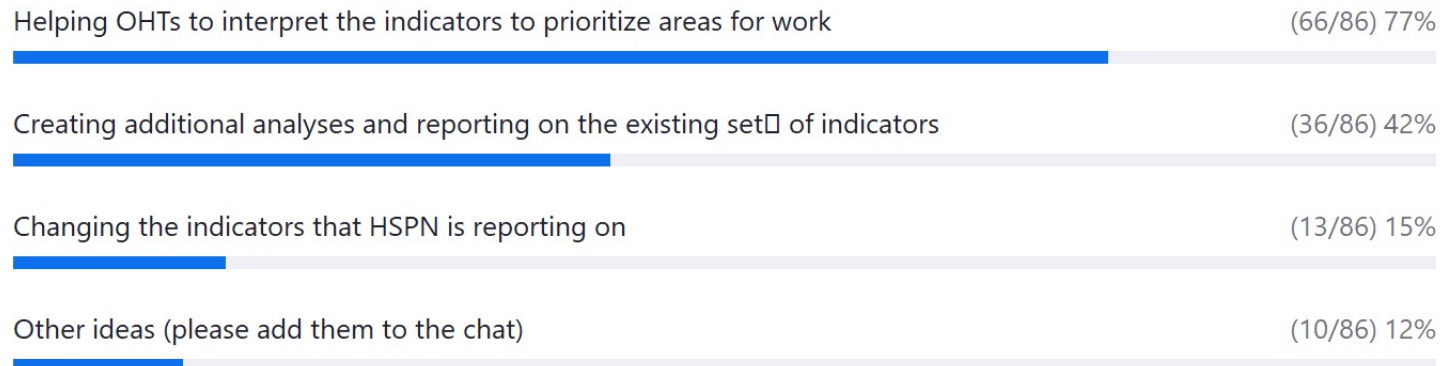 Helping OHTs to interpret the indicators to prioritize areas for work (66/86) 77%
Creating additional analyses and reporting on the existing set▯ of indicators (36/86) 42%
Changing the indicators that HSPN is reporting on (13/86) 15%
Other ideas (please add them to the chat) (10/86) 12%